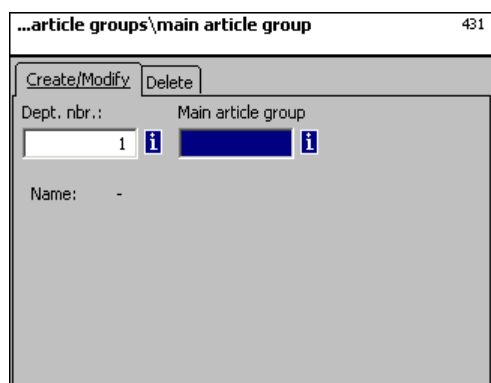 ...article groups\main article group 431
Create/Modify Delete
Dept. nbr.: Main article group
1 i i
Name: -